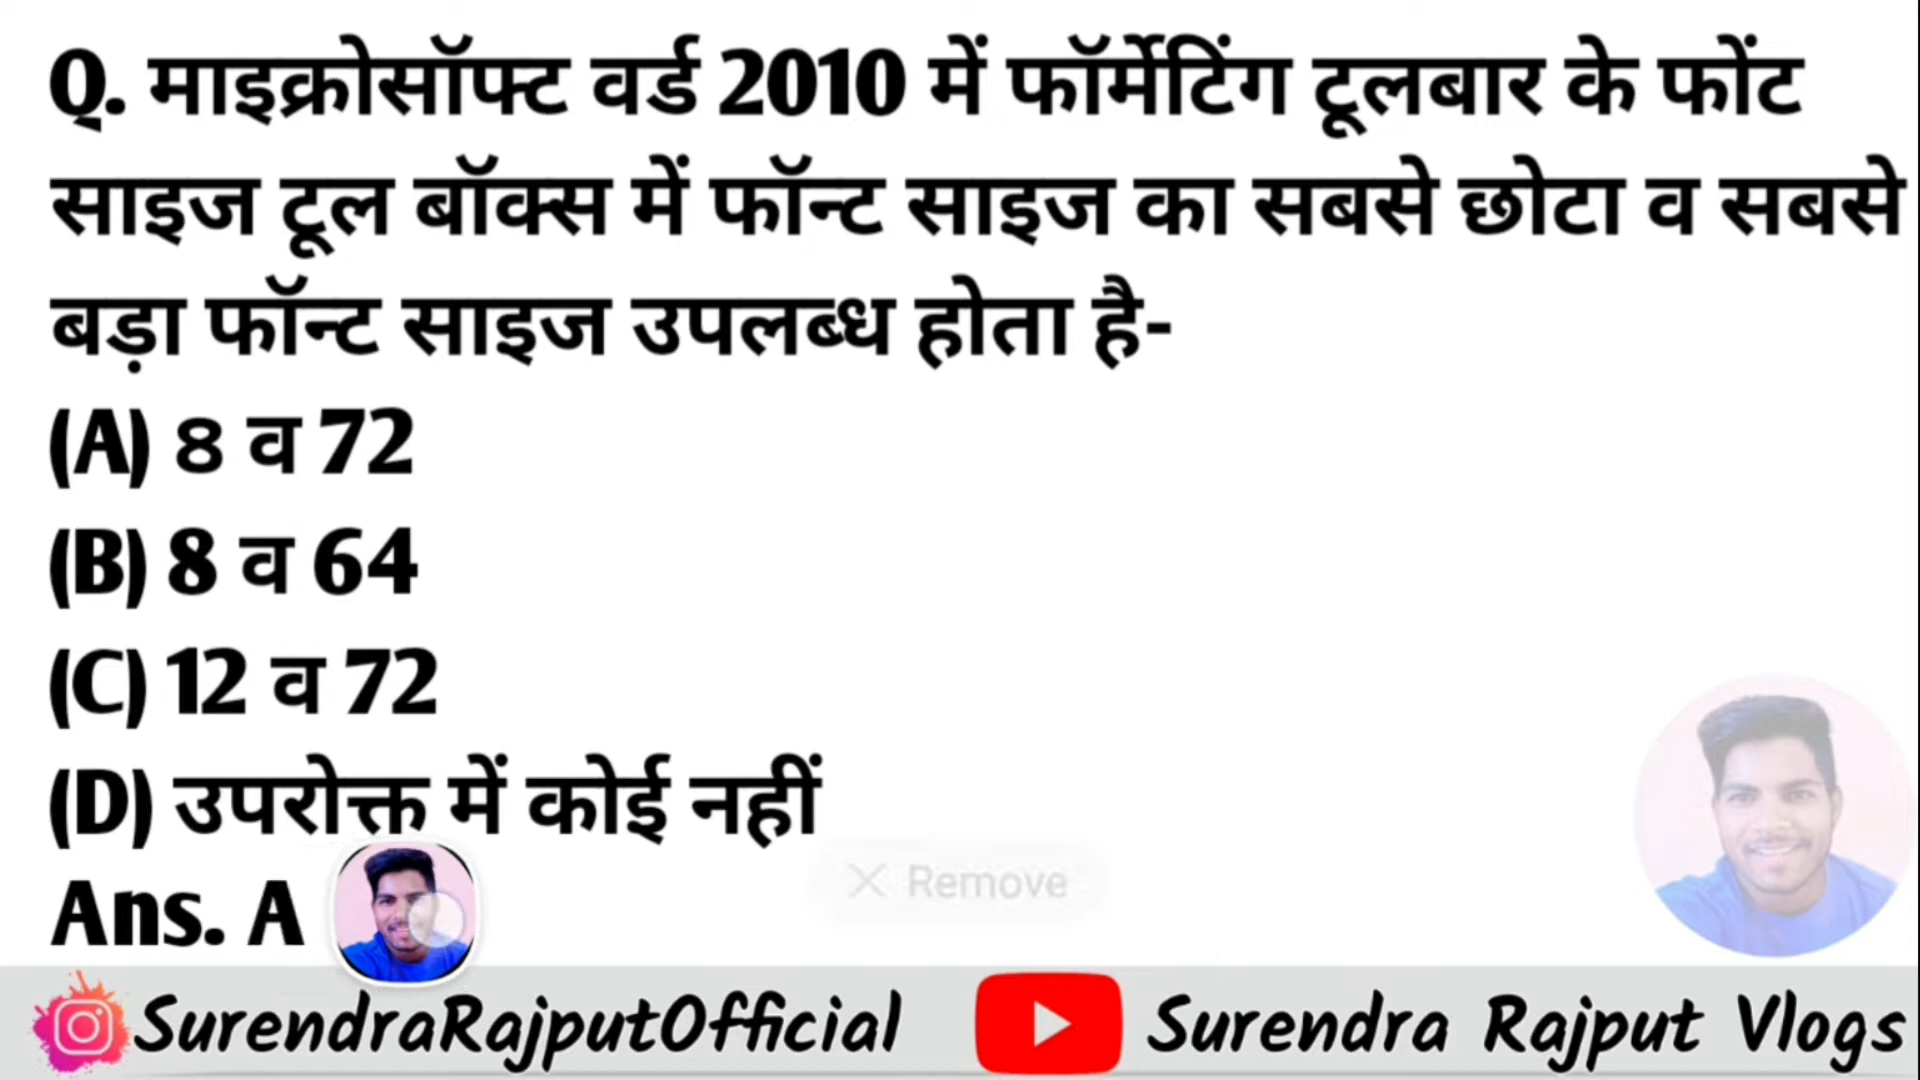 Q. माइक्रोसॉफ्ट वर्ड 2010 में फॉर्मेटिंग टूलबार के फोंट
साइज टूल बॉक्स में फॉन्ट साइज का सबसे छोटा व सबसे
बड़ा फॉन्ट साइज उपलब्ध होता है-
(A) 8 व 72
(B) 8 व 64
(C) 12 व 72
(D) उपरोक्त में कोई नहीं
Ans. A
× Remove
SurendraRajputOfficial
Surendra Rajput Vlogs